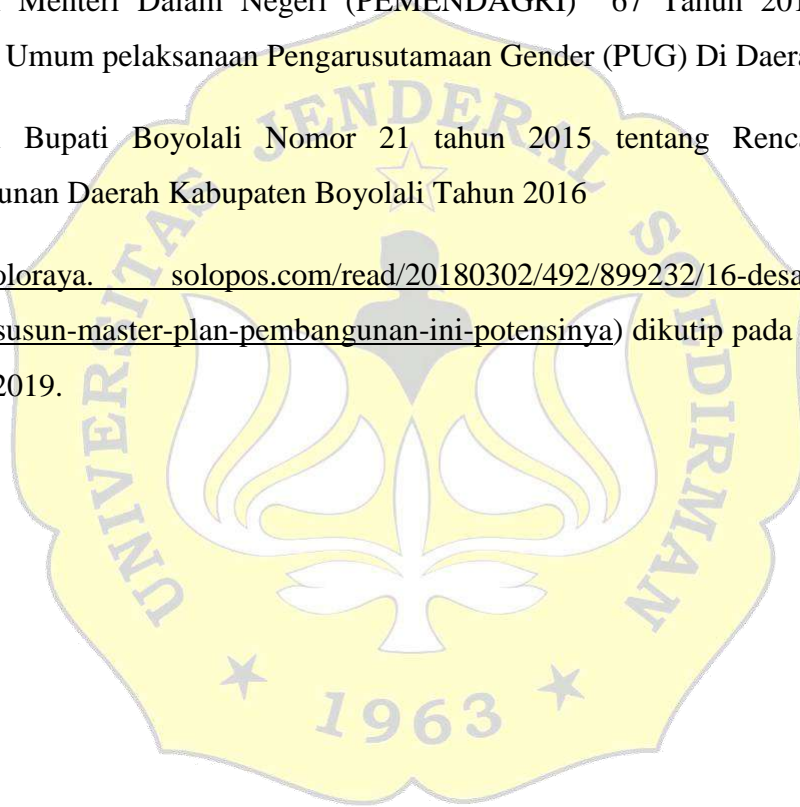 Menteri Dalam Negeri (PEMENDAGRI) 67 Tahun 201
Umum pelaksanaan Pengarusutamaan Gender (PUG) Di Daera
Bupati Boyolali Nomor 21 tahun 2015 tentang Renca
unan Daerah Kabupaten Boyolali Tahun 2016
oloraya. solopos.com/read/20180302/492/899232/16-desa
susun-master-plan-pembangunan-ini-potensinya) dikutip pada
2019.
UNIVERSITAS JENDERAL SOEDIRMAN
1963